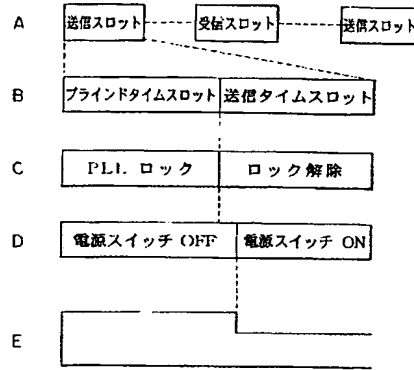 A 送信スロット 受信スロット 送信スロット
B ブラインドタイムスロット 送信タイムスロット
C PLL ロック ロック解除
D 電源スイッチ OFF 電源スイッチ ON
E